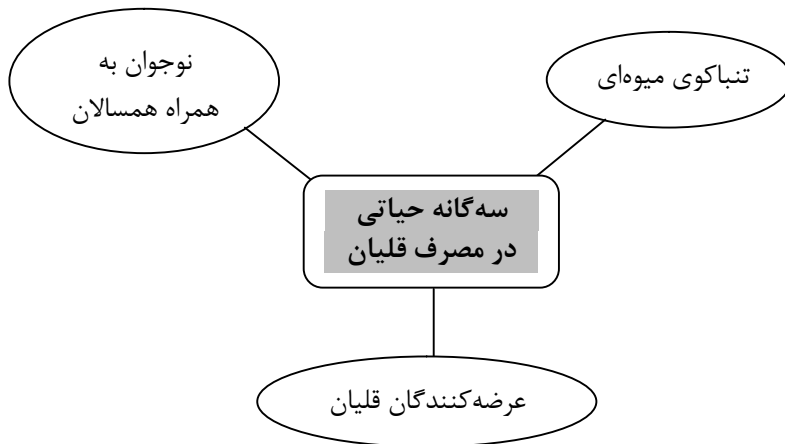 تنباکوی میوه‌ای
نوجوان به
همراه همسالان
سه‌گانه حیاتی
در مصرف قلیان
عرضه‌کنندگان قلیان